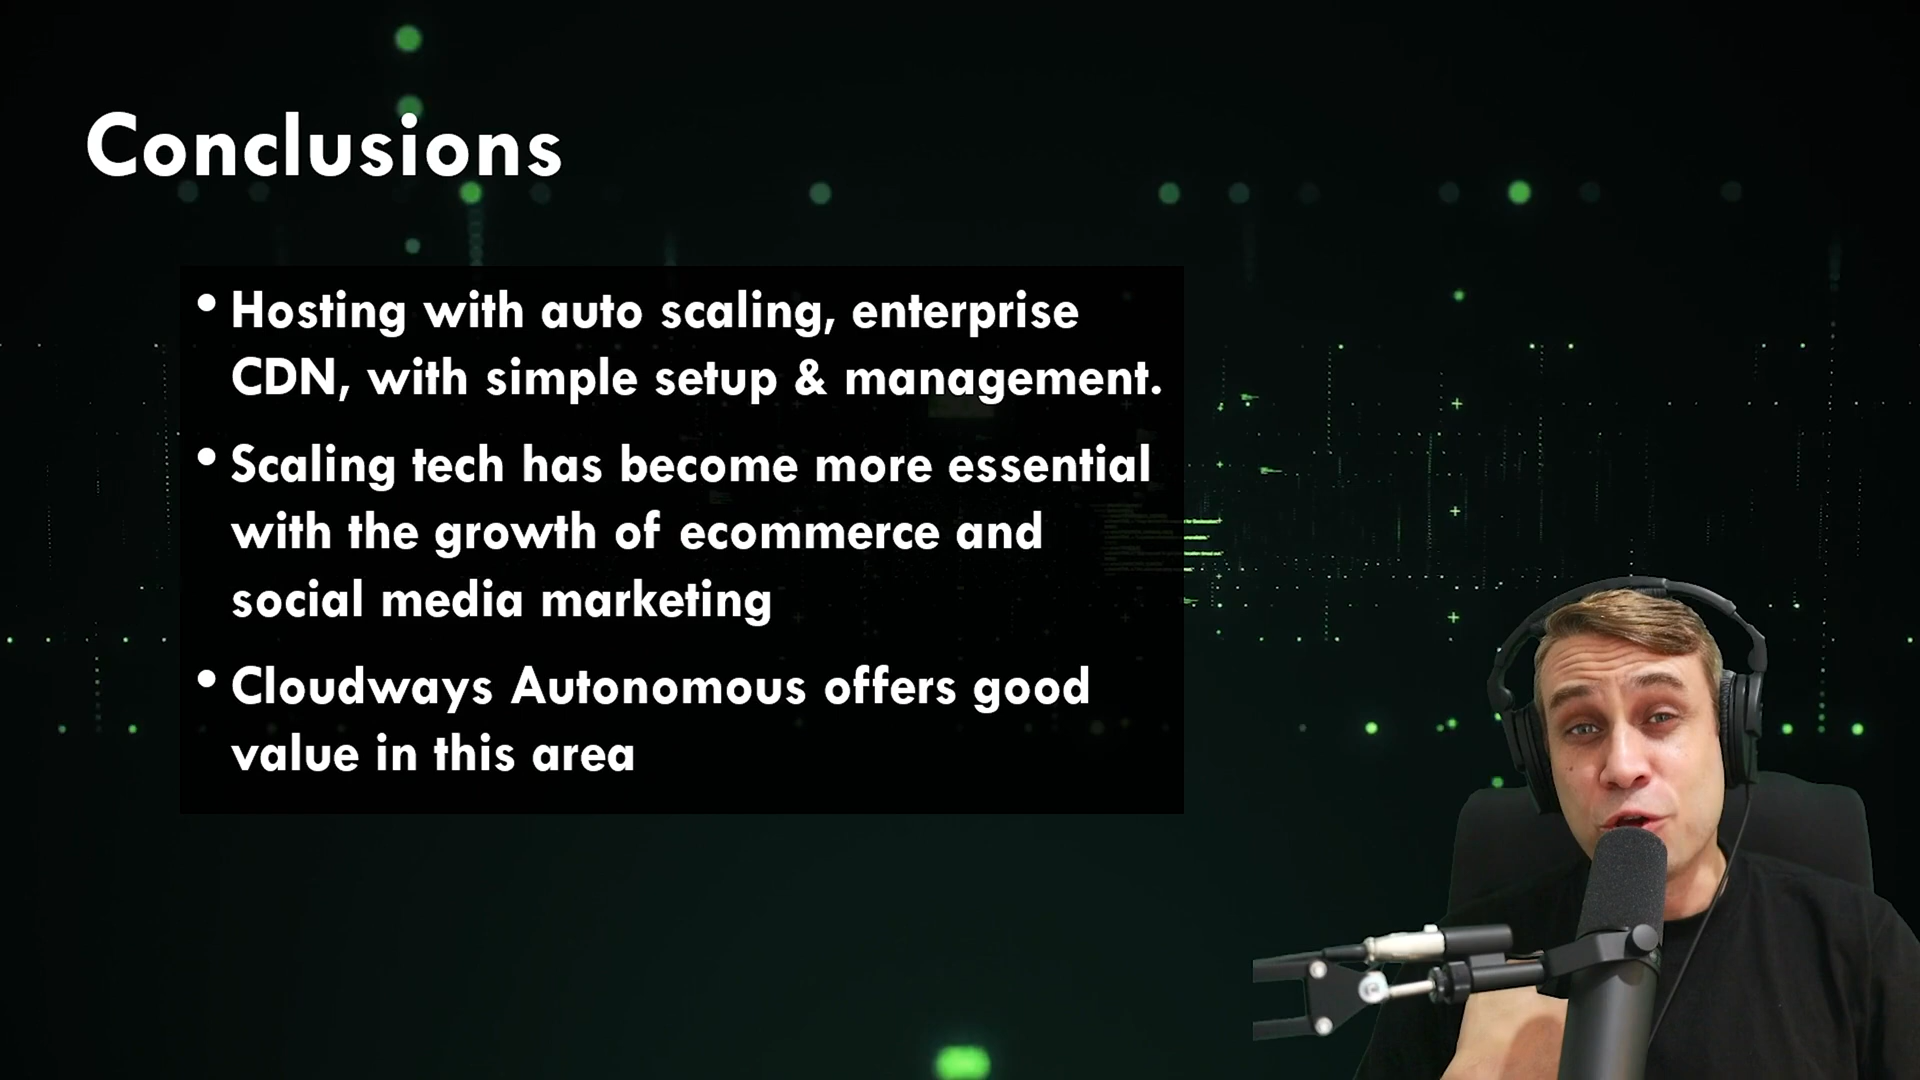 Conclusions
• Hosting with auto scaling, enterprise
CDN, with simple setup & management.
• Scaling tech has become more essential
with the growth of ecommerce and
social media marketing
• Cloudways Autonomous offers good
value in this area